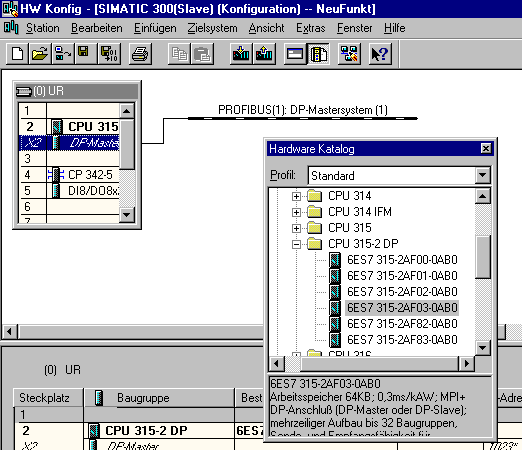 HW Konfig - [SIMATIC 300(Slave) (Konfiguration) -- NeuFunkt]
Station Bearbeiten Einfügen Zielsystem Ansicht Extras Fenster Hilfe
(0) UR
1
2 CPU 315
X2 DP-Master
3
4 CP 342-5
5 DI8/DO8x
6
PROFIBUS(1): DP-Mastersystem (1)
Hardware Katalog
Profil: Standard
CPU 314
CPU 314 IFM
CPU 315
CPU 315-2 DP
6ES7 315-2AF00-0AB0
6ES7 315-2AF01-0AB0
6ES7 315-2AF02-0AB0
6ES7 315-2AF03-0AB0
6ES7 315-2AF82-0AB0
6ES7 315-2AF83-0AB0
CPU 316
6ES7 315-2AF03-0AB0
Arbeitsspeicher 64KB; 0,3ms/kAW; MPI+
DP-Anschluß (DP-Master oder DP-Slave);
mehrzeiliger Aufbau bis 32 Baugruppen,
Sende- und Empfangsfähigkeit für
(0) UR
Steckplatz Baugruppe Best -Adre
1
2 CPU 315-2 DP 6ES7
X2 DP-Master 1023*